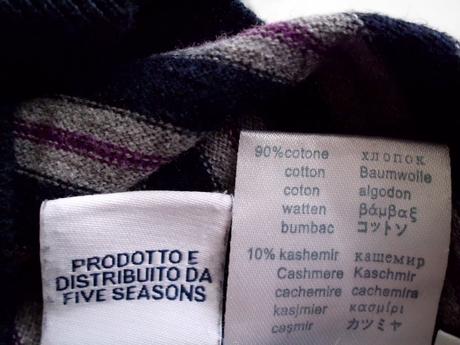 PRODOTTO E
DISTRIBUITO DA
FIVE SEASONS
90% cotone хлопок
cotton Baumwolle
coton algodon
watten βάμβαξ
bumbac コットソ
10% kashemir кашемир
Cashmere Kaschmir
cachemire cachemira
kasjmier κασμίρι
caşmir カツミヤ